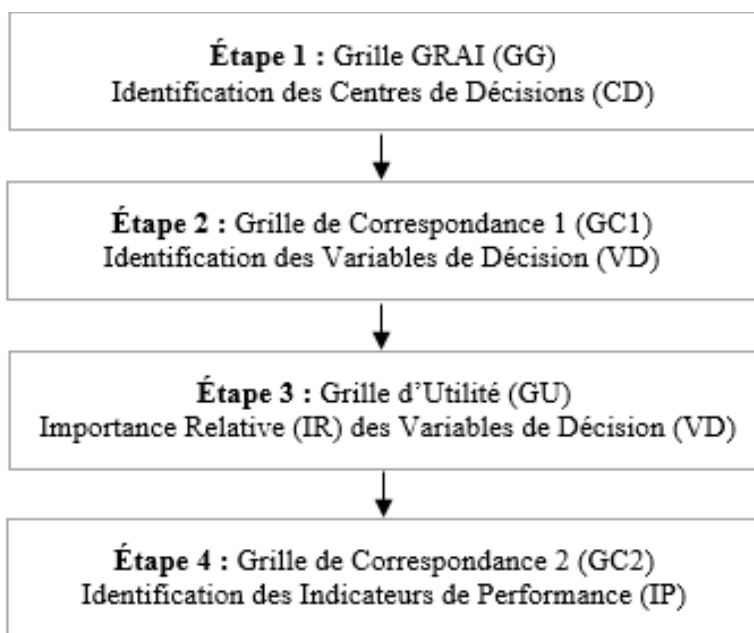 Étape 1 : Grille GRAI (GG)
Identification des Centres de Décisions (CD)
Étape 2 : Grille de Correspondance 1 (GC1)
Identification des Variables de Décision (VD)
Étape 3 : Grille d’Utilité (GU)
Importance Relative (IR) des Variables de Décision (VD)
Étape 4 : Grille de Correspondance 2 (GC2)
Identification des Indicateurs de Performance (IP)